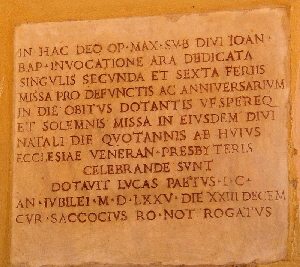 IN HAC DEO OP · MAX · SVB DIVI IOAN ·
BAP · INVOCATIONE ARA DEDICATA
SINGVLIS SECVNDA ET SEXTA FERIIS
MISSA PRO DEFVNCTIS AC ANNIVERSARIVM
IN DIE OBITVS DOTANTIS VESPEREQ
ET SOLEMNIS MISSA IN EIVSDEM DIVI
NATALI DIE QVOTANNIS AB HVIVS
ECCLESIAE VENERAN · PRESBYTERIS
CELEBRANDE SVNT
DOTAVIT LVCAS PAETVS · I · C ·
AN · IVBILEI · M · D · LXXV · DIE XXIII DECEM
CVR · SACCOCIVS RO · NOT ROGATVS